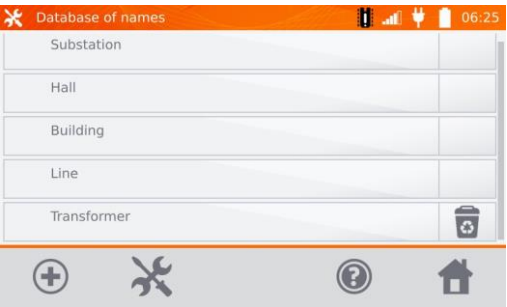 Database of names
06:25
Substation
Hall
Building
Line
Transformer